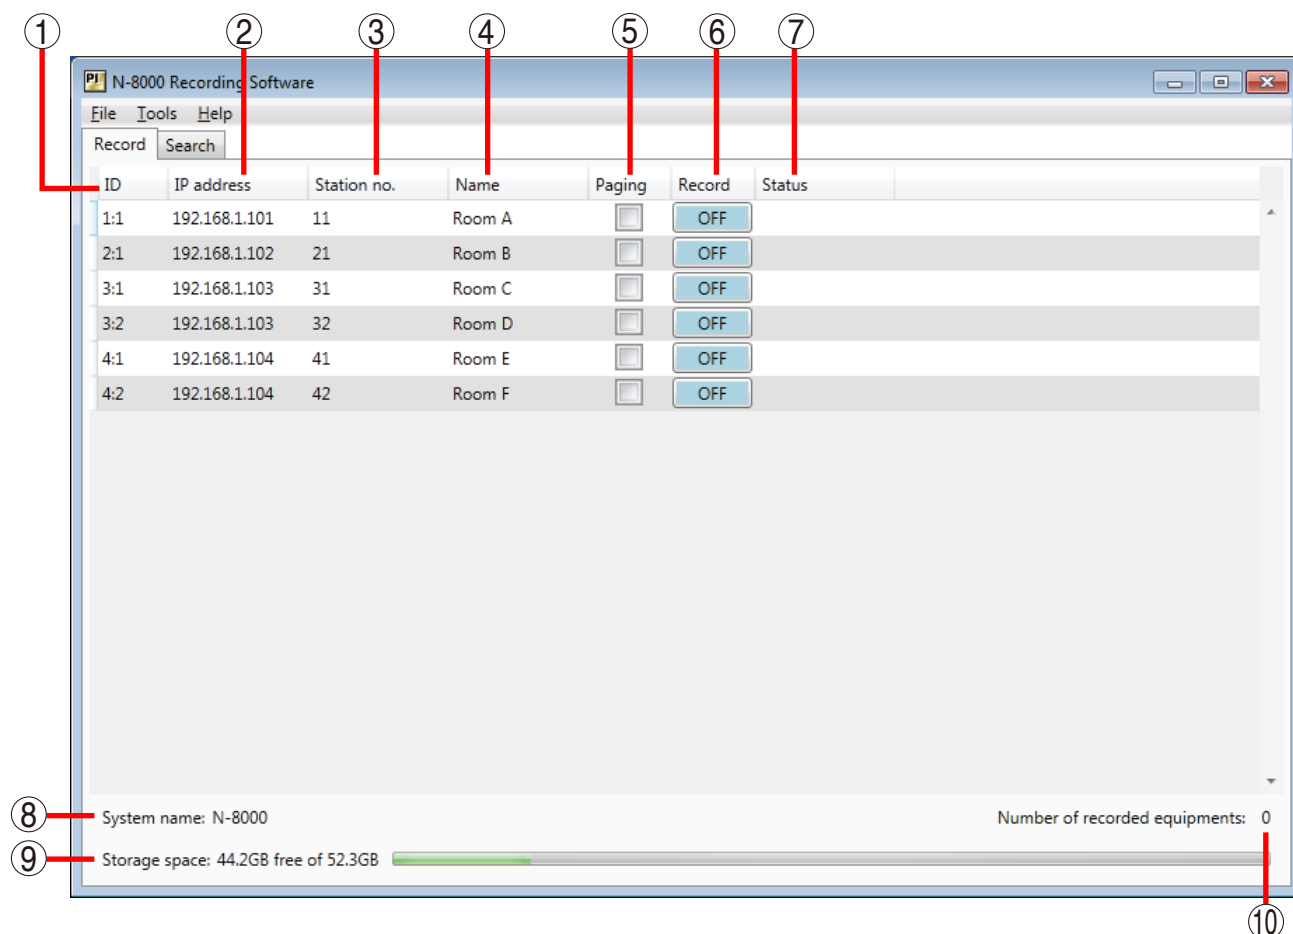 ① ② ③ ④ ⑤ ⑥ ⑦
PJ N-8000 Recording Software
File Tools Help
Record Search
ID IP address Station no. Name Paging Record Status
1:1 192.168.1.101 11 Room A OFF
2:1 192.168.1.102 21 Room B OFF
3:1 192.168.1.103 31 Room C OFF
3:2 192.168.1.103 32 Room D OFF
4:1 192.168.1.104 41 Room E OFF
4:2 192.168.1.104 42 Room F OFF
⑧ System name: N-8000 Number of recorded equipments: 0
⑨ Storage space: 44.2GB free of 52.3GB
⑩